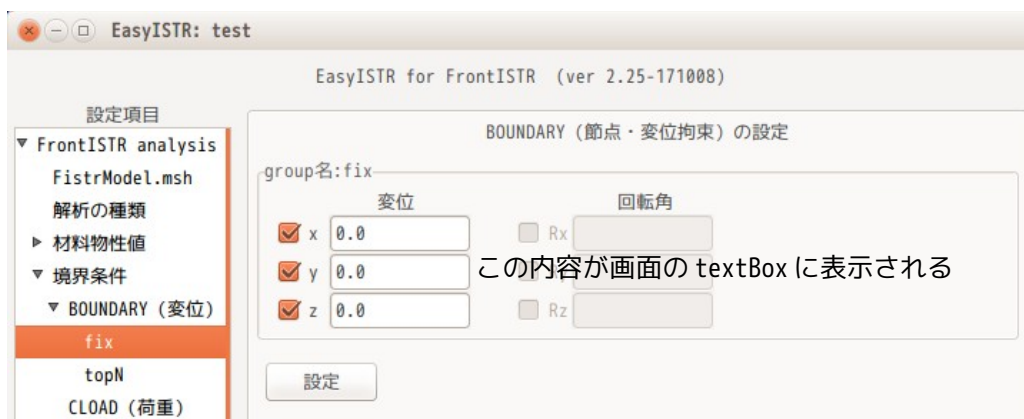 EasyISTR: test
EasyISTR for FrontISTR (ver 2.25-171008)
設定項目
FrontISTR analysis
FistrModel.msh
解析の種類
材料物性値
境界条件
BOUNDARY (変位)
fix
topN
CLOAD (荷重)
BOUNDARY (節点・変位拘束) の設定
group名:fix
変位
回転角
x 0.0
Rx
y 0.0
この内容が画面の textBox に表示される
z 0.0
Rz
設定